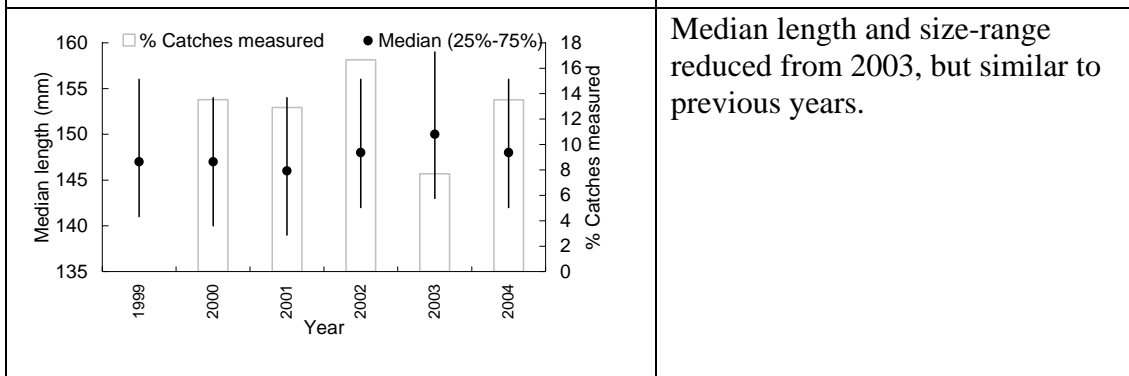 % Catches measured
Median (25%-75%)
160
155
150
145
140
135
Median length (mm)
18
16
14
12
10
8
6
4
2
0
% Catches measured
1999
2000
2001
2002
2003
2004
Year
Median length and size-range
reduced from 2003, but similar to
previous years.